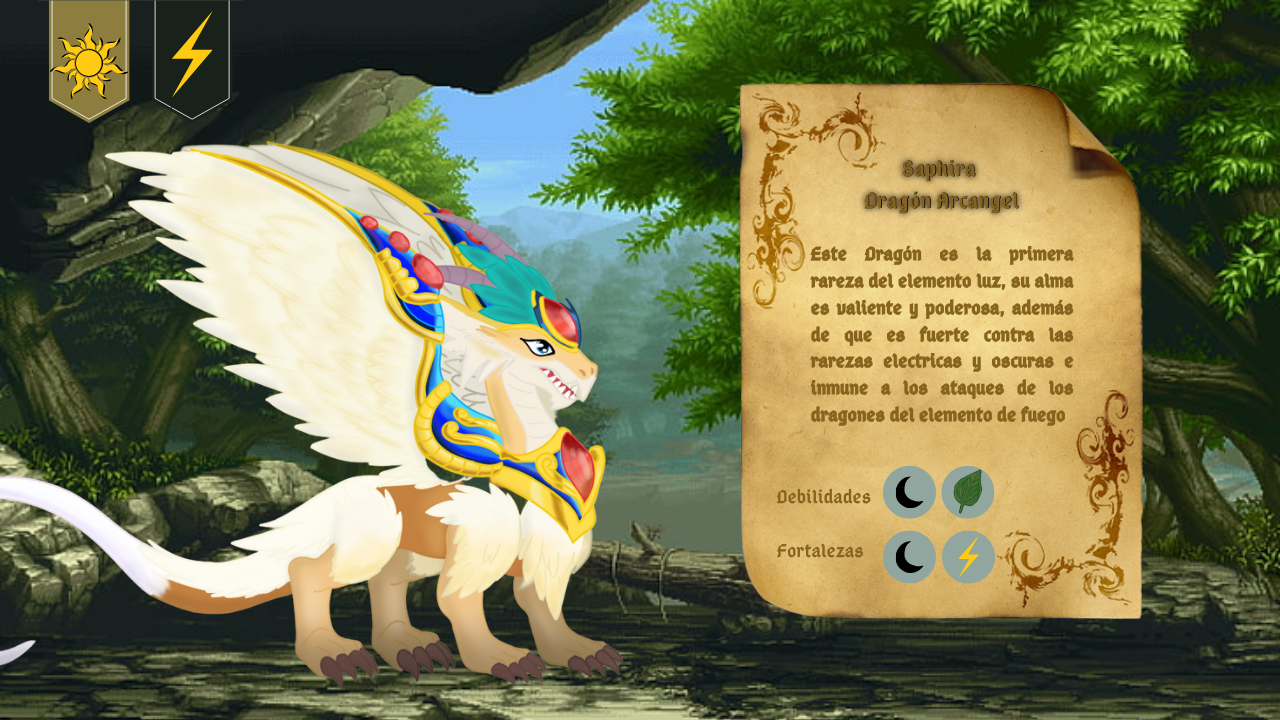 Saphira
Dragón Arcangel
Este Dragón es la primera
rareza del elemento luz, su alma
es valiente y poderosa, además
de que es fuerte contra las
rarezas electricas y oscuras e
inmune a los ataques de los
dragones del elemento de fuego
Debilidades
Fortalezas